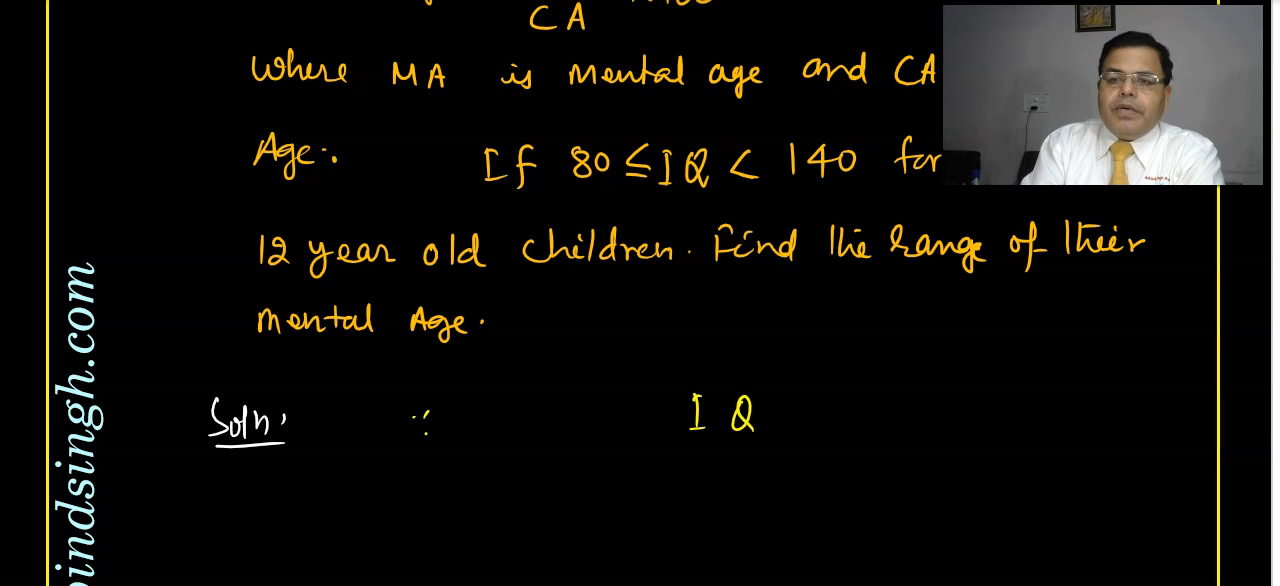 CA
Where MA is Mental age and CA
Age:. If 80 ≤ IQ < 140 for
12 year old children. Find the range of their
mental Age.
Soln' ∵ IQ
indsingh.com